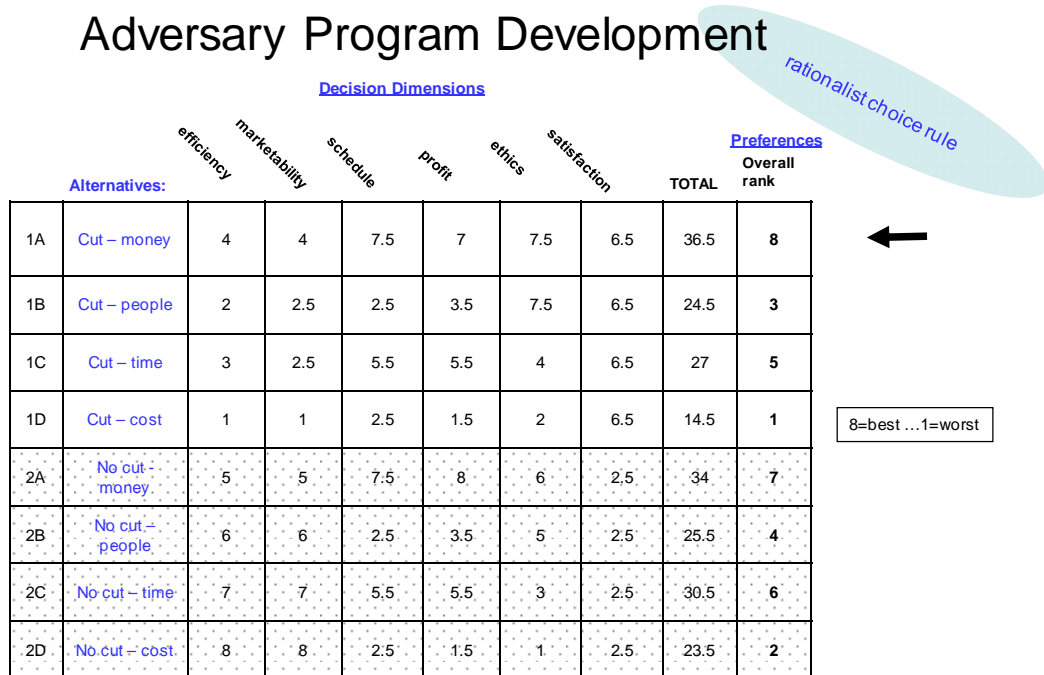 Adversary Program Development
rationalist choice rule
Decision Dimensions
efficiency marketability schedule profit ethics satisfaction
Preferences
Alternatives: TOTAL Overall
rank
1A Cut – money 4 4 7.5 7 7.5 6.5 36.5 8
1B Cut – people 2 2.5 2.5 3.5 7.5 6.5 24.5 3
1C Cut – time 3 2.5 5.5 5.5 4 6.5 27 5
1D Cut – cost 1 1 2.5 1.5 2 6.5 14.5 1
8=best …1=worst
2A No cut - 5 5 7.5 8 6 2.5 34 7
money
2B No cut – 6 6 2.5 3.5 5 2.5 25.5 4
people
2C No cut – time 7 7 5.5 5.5 3 2.5 30.5 6
2D No cut – cost 8 8 2.5 1.5 1 2.5 23.5 2